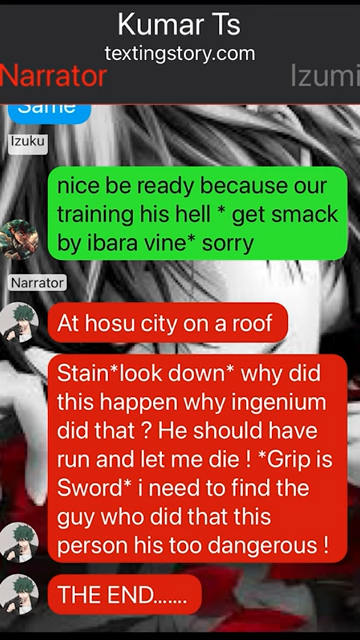 Kumar Ts
textingstory.com
Narrator
Izumi
Same
Izuku
nice be ready because our
training his hell * get smack
by ibara vine* sorry
Narrator
At hosu city on a roof
Stain*look down* why did
this happen why ingenium
did that ? He should have
run and let me die ! *Grip is
Sword* i need to find the
guy who did that this
person his too dangerous !
THE END.......